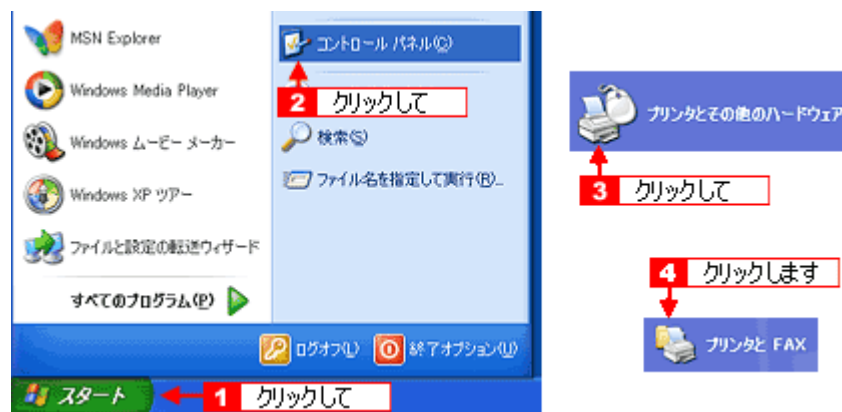 MSN Explorer
Windows Media Player
Windows ムービー メーカー
Windows XP ツアー
ファイルと設定の転送ウィザード
すべてのプログラム(P)
コントロール パネル(C)
2 クリックして
検索(S)
ファイル名を指定して実行(R)...
ログオフ(L)
終了オプション(U)
スタート
1 クリックして
プリンタとその他のハードウェア
3 クリックして
4 クリックします
プリンタと FAX